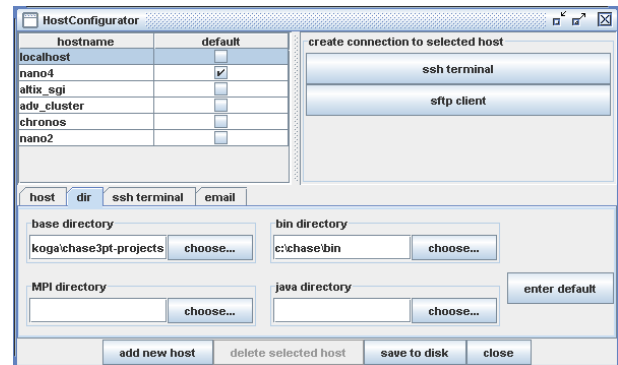 HostConfigurator
hostname default
localhost
nano4
altix_sgi
adv_cluster
chronos
nano2
create connection to selected host
ssh terminal
sftp client
host dir ssh terminal email
base directory bin directory
koga\chase3pt-projects choose... c:\chase\bin choose...
MPI directory java directory
choose... choose...
enter default
add new host delete selected host save to disk close